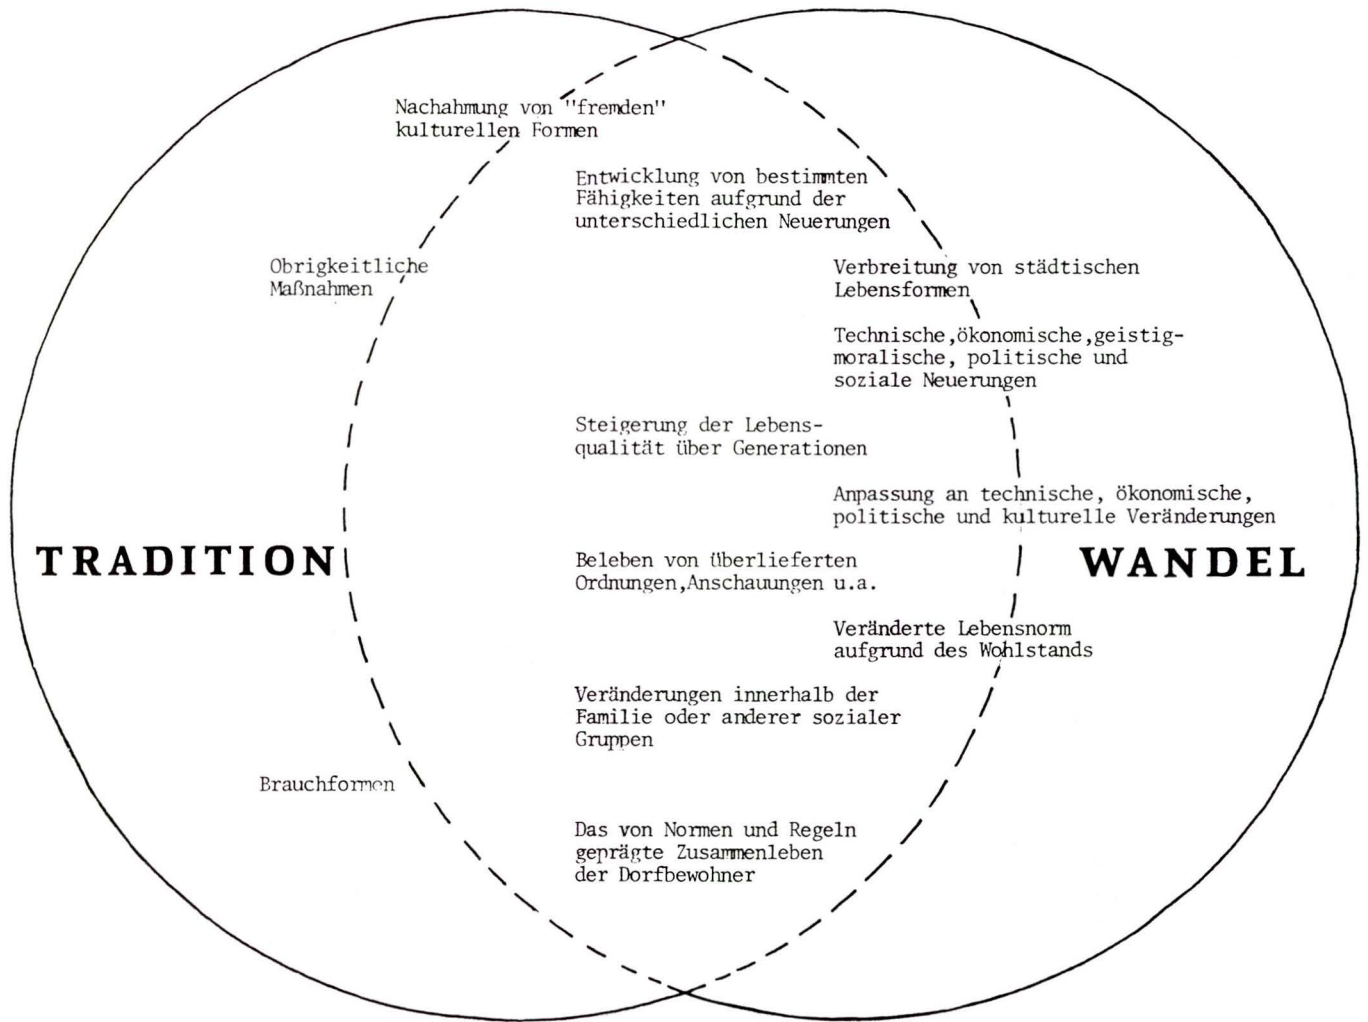 Nachahmung von "fremden"
kulturellen Formen
Entwicklung von bestimmten
Fähigkeiten aufgrund der
unterschiedlichen Neuerungen
Obrigkeitliche
Maßnahmen
Verbreitung von städtischen
Lebensformen
Technische,ökonomische,geistig-
moralische, politische und
soziale Neuerungen
Steigerung der Lebens-
qualität über Generationen
Anpassung an technische, ökonomische,
politische und kulturelle Veränderungen
TRADITION
WANDEL
Beleben von überlieferten
Ordnungen,Anschauungen u.a.
Veränderte Lebensnorm
aufgrund des Wohlstands
Veränderungen innerhalb der
Familie oder anderer sozialer
Gruppen
Brauchformen
Das von Normen und Regeln
geprägte Zusammenleben
der Dorfbewohner